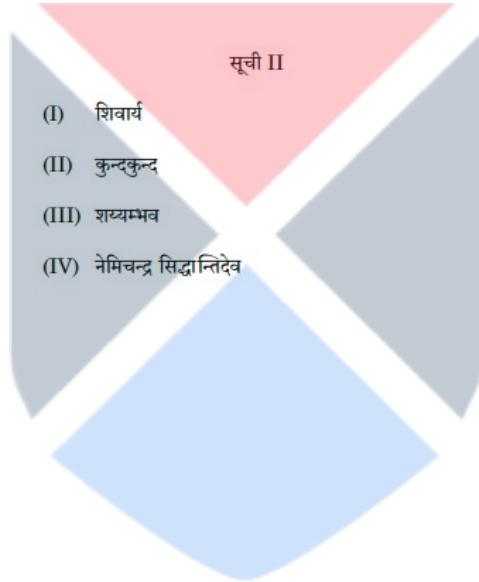 सूची II
(I) शिवार्य
(II) कुन्दकुन्द
(III) शय्यम्भव
(IV) नेमिचन्द्र सिद्धान्तिदेव